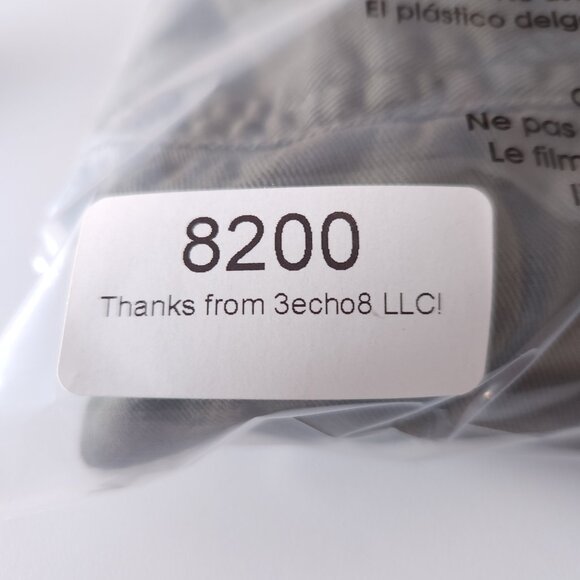 El plástico delg
Ne pas
Le film
8200
Thanks from 3echo8 LLC!